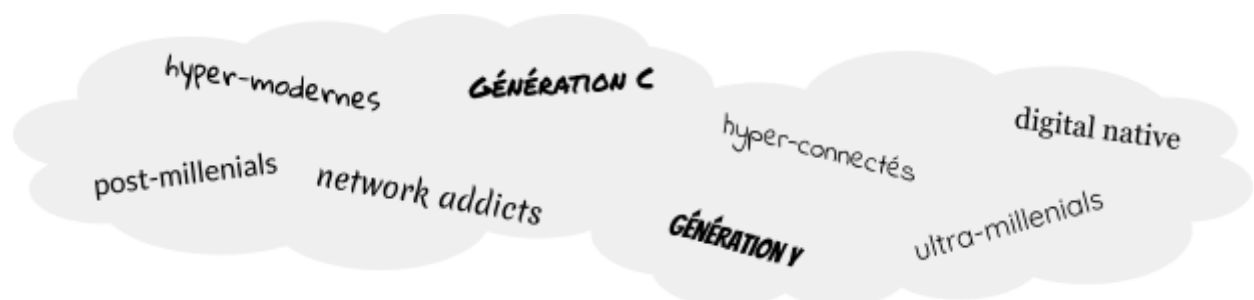 hyper-modernes
GÉNÉRATION C
hyper-connectés
digital native
post-millenials
network addicts
GÉNÉRATION Y
ultra-millenials